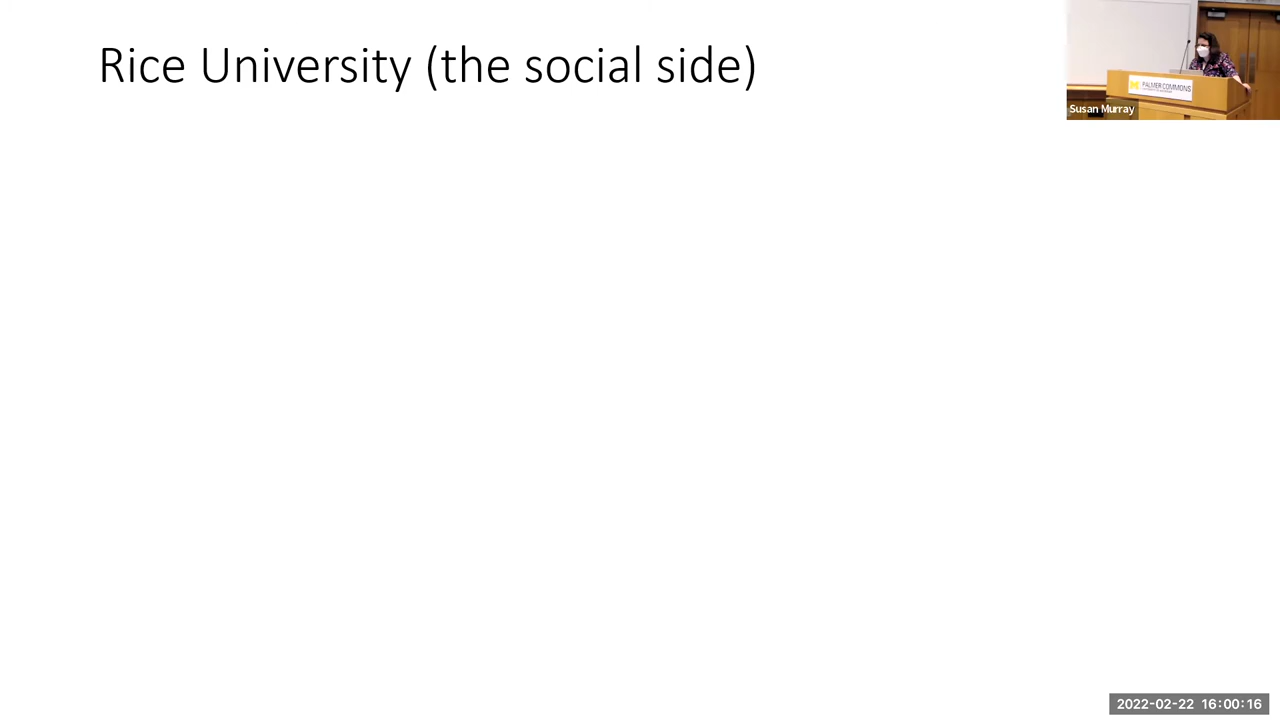 Rice University (the social side)
PALMER COMMONS
Susan Murray
2022-02-22 16:00:16